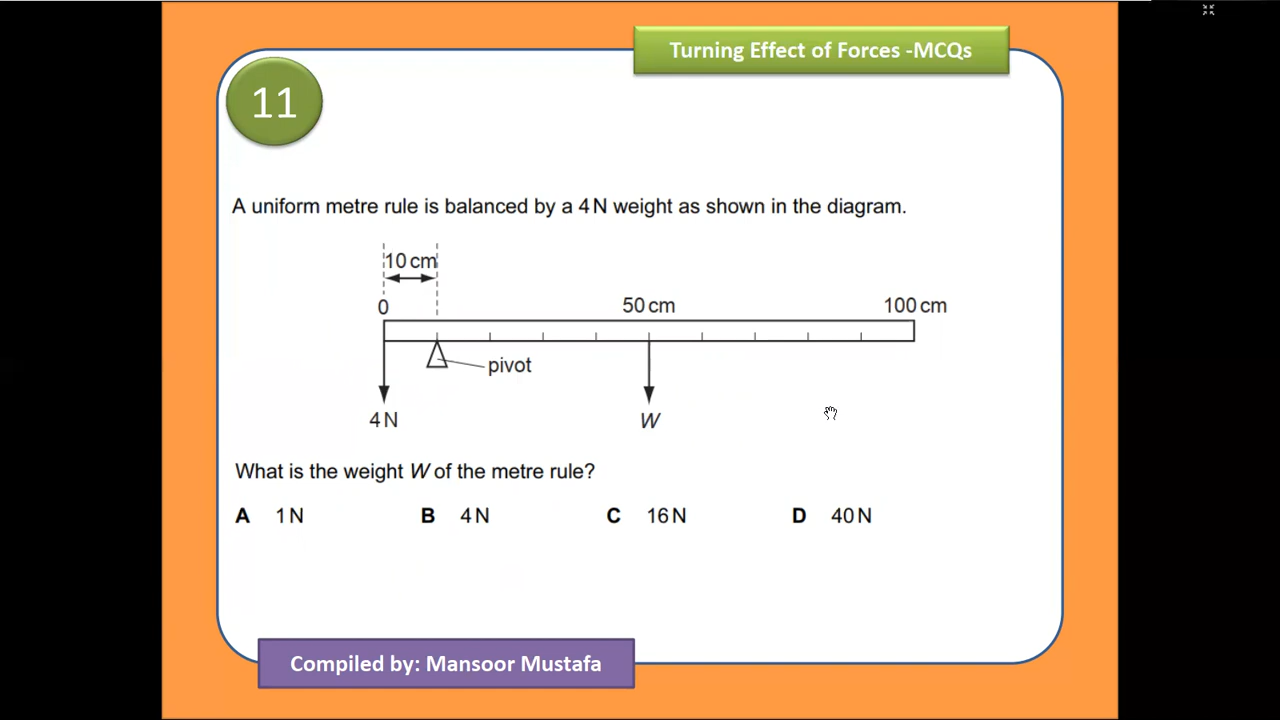 Turning Effect of Forces -MCQs
11
A uniform metre rule is balanced by a 4 N weight as shown in the diagram.
10 cm
0 50 cm 100 cm
pivot
4 N W
What is the weight W of the metre rule?
A 1 N B 4 N C 16 N D 40 N
Compiled by: Mansoor Mustafa